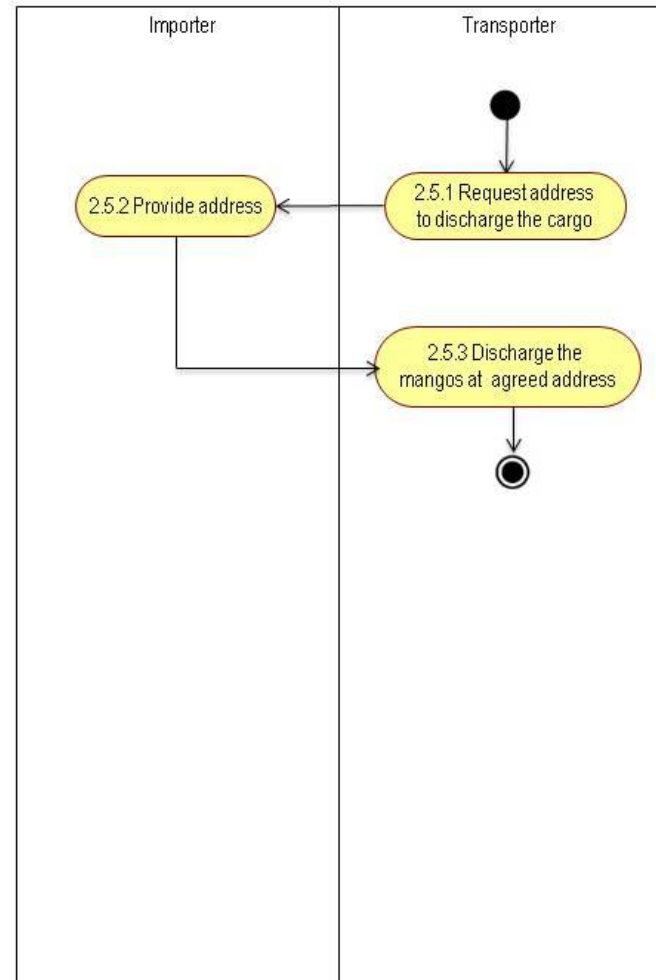 Importer
Transporter
2.5.1 Request address
to discharge the cargo
2.5.2 Provide address
2.5.3 Discharge the
mangos at agreed address